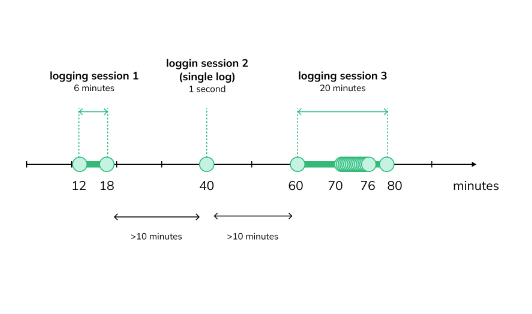 logging session 1
6 minutes
loggin session 2
(single log)
1 second
logging session 3
20 minutes
12 18 40 60 70 76 80 minutes
>10 minutes >10 minutes